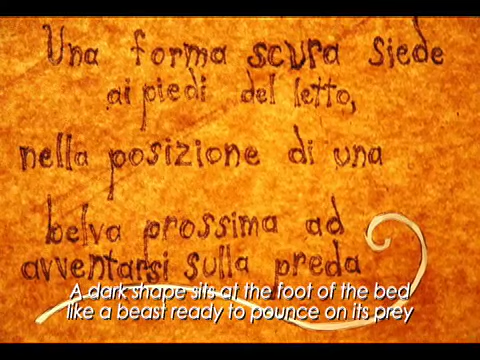 Una forma scura siede
ai piedi del letto,
nella posizione di una
belva prossima ad
avventarsi sulla preda
A dark shape sits at the foot of the bed
like a beast ready to pounce on its prey